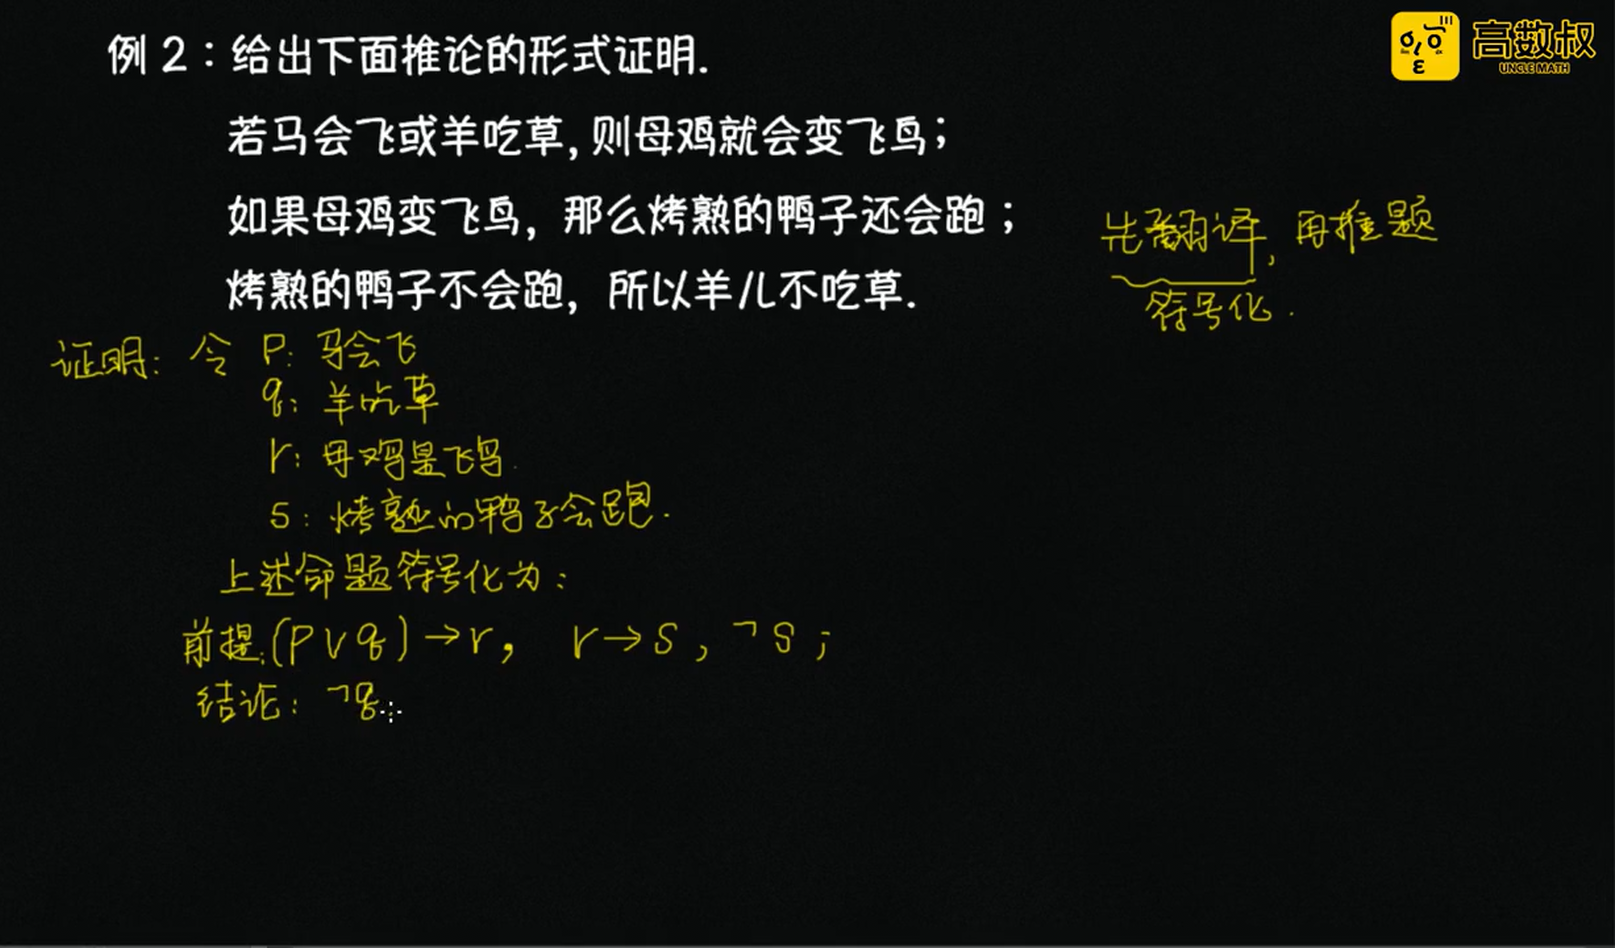 高数叔
UNCLE MATH
例 2：给出下面推论的形式证明.
若马会飞或羊吃草, 则母鸡就会变飞鸟；
如果母鸡变飞鸟，那么烤熟的鸭子还会跑；
烤熟的鸭子不会跑，所以羊儿不吃草.
先翻译, 再推题
符号化.
证明: 令 P: 马会飞
q: 羊吃草
r: 母鸡是飞鸟.
s: 烤熟的鸭子会跑.
上述命题符号化为:
前提:(P∨q)→r, r→s, ¬s;
结论: ¬q.